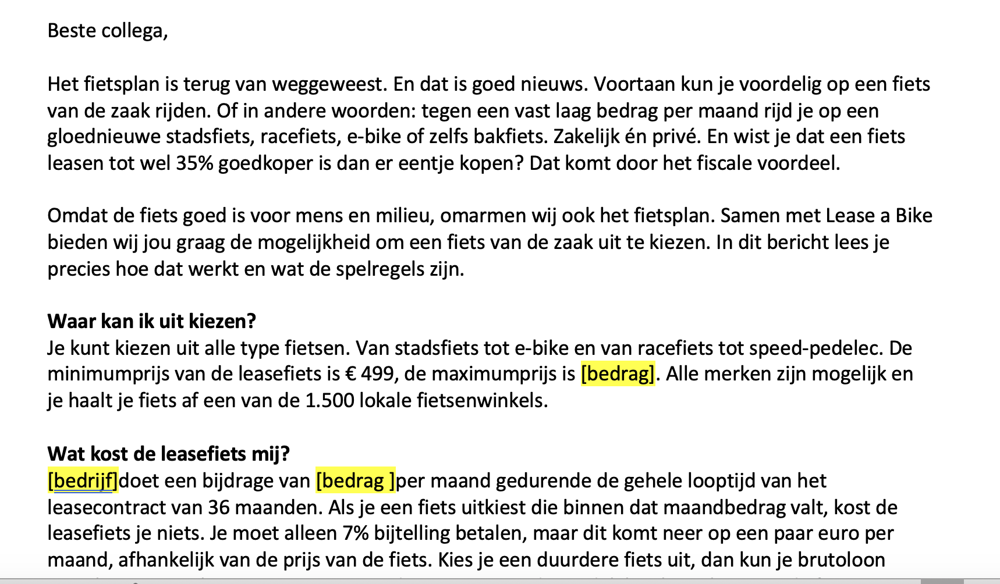 Beste collega,
Het fietsplan is terug van weggeweest. En dat is goed nieuws. Voortaan kun je voordelig op een fiets
van de zaak rijden. Of in andere woorden: tegen een vast laag bedrag per maand rijd je op een
gloednieuwe stadsfiets, racefiets, e-bike of zelfs bakfiets. Zakelijk én privé. En wist je dat een fiets
leasen tot wel 35% goedkoper is dan er eentje kopen? Dat komt door het fiscale voordeel.
Omdat de fiets goed is voor mens en milieu, omarmen wij ook het fietsplan. Samen met Lease a Bike
bieden wij jou graag de mogelijkheid om een fiets van de zaak uit te kiezen. In dit bericht lees je
precies hoe dat werkt en wat de spelregels zijn.
Waar kan ik uit kiezen?
Je kunt kiezen uit alle type fietsen. Van stadsfiets tot e-bike en van racefiets tot speed-pedelec. De
minimumprijs van de leasefiets is € 499, de maximumprijs is [bedrag]. Alle merken zijn mogelijk en
je haalt je fiets af een van de 1.500 lokale fietsenwinkels.
Wat kost de leasefiets mij?
[bedrijf]doet een bijdrage van [bedrag ]per maand gedurende de gehele looptijd van het
leasecontract van 36 maanden. Als je een fiets uitkiest die binnen dat maandbedrag valt, kost de
leasefiets je niets. Je moet alleen 7% bijtelling betalen, maar dit komt neer op een paar euro per
maand, afhankelijk van de prijs van de fiets. Kies je een duurdere fiets uit, dan kun je brutoloon